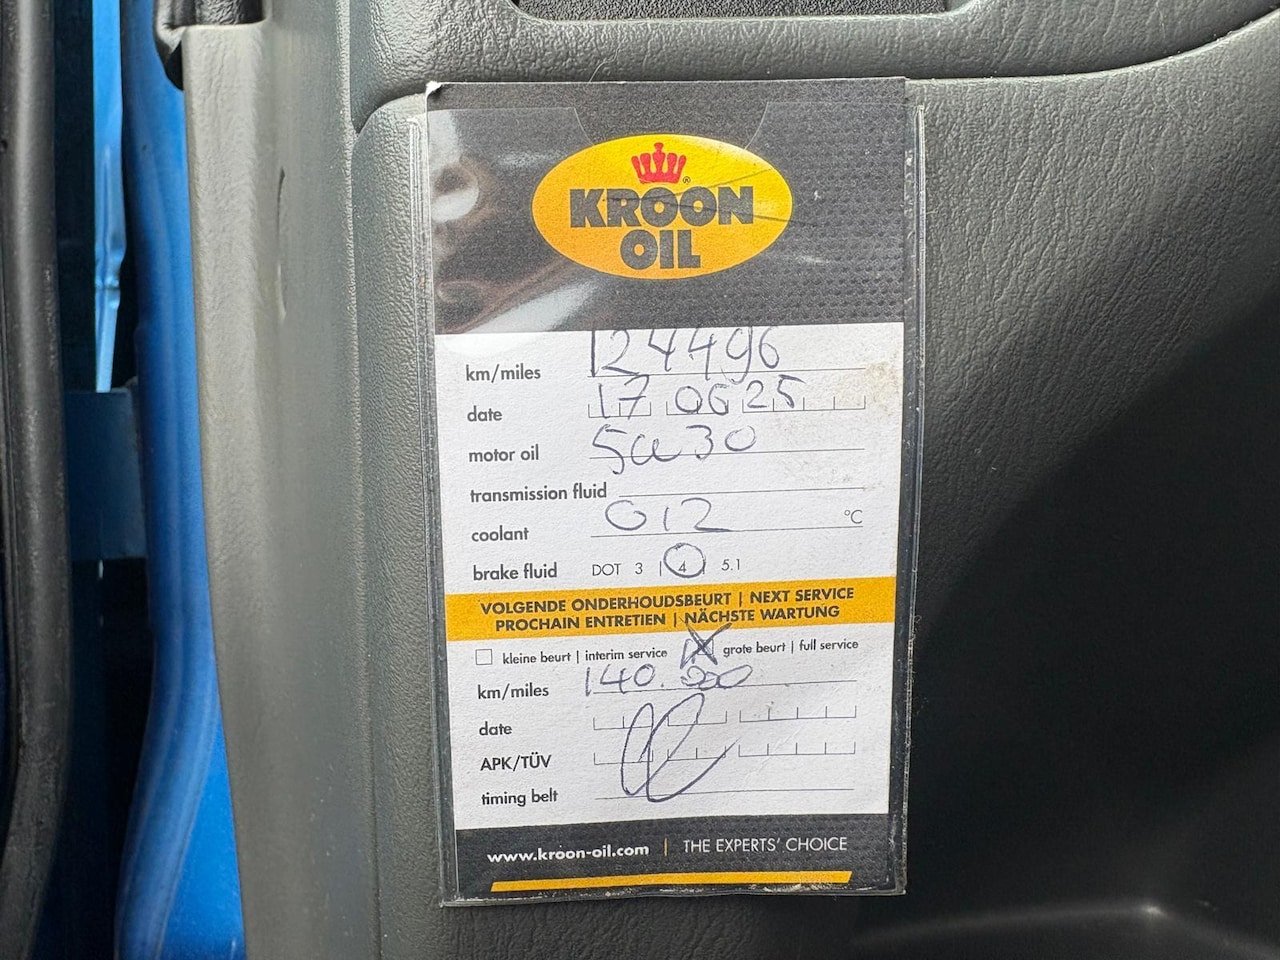 KROON
OIL
km/miles 124496
date 17 06 25
motor oil 5w30
transmission fluid
coolant G12 °C
brake fluid DOT 3 | 4 | 5.1
VOLGENDE ONDERHOUDSBEURT | NEXT SERVICE
PROCHAIN ENTRETIEN | NÄCHSTE WARTUNG
kleine beurt | interim service grote beurt | full service
km/miles 140.000
date
APK/TÜV
timing belt
www.kroon-oil.com | THE EXPERTS' CHOICE